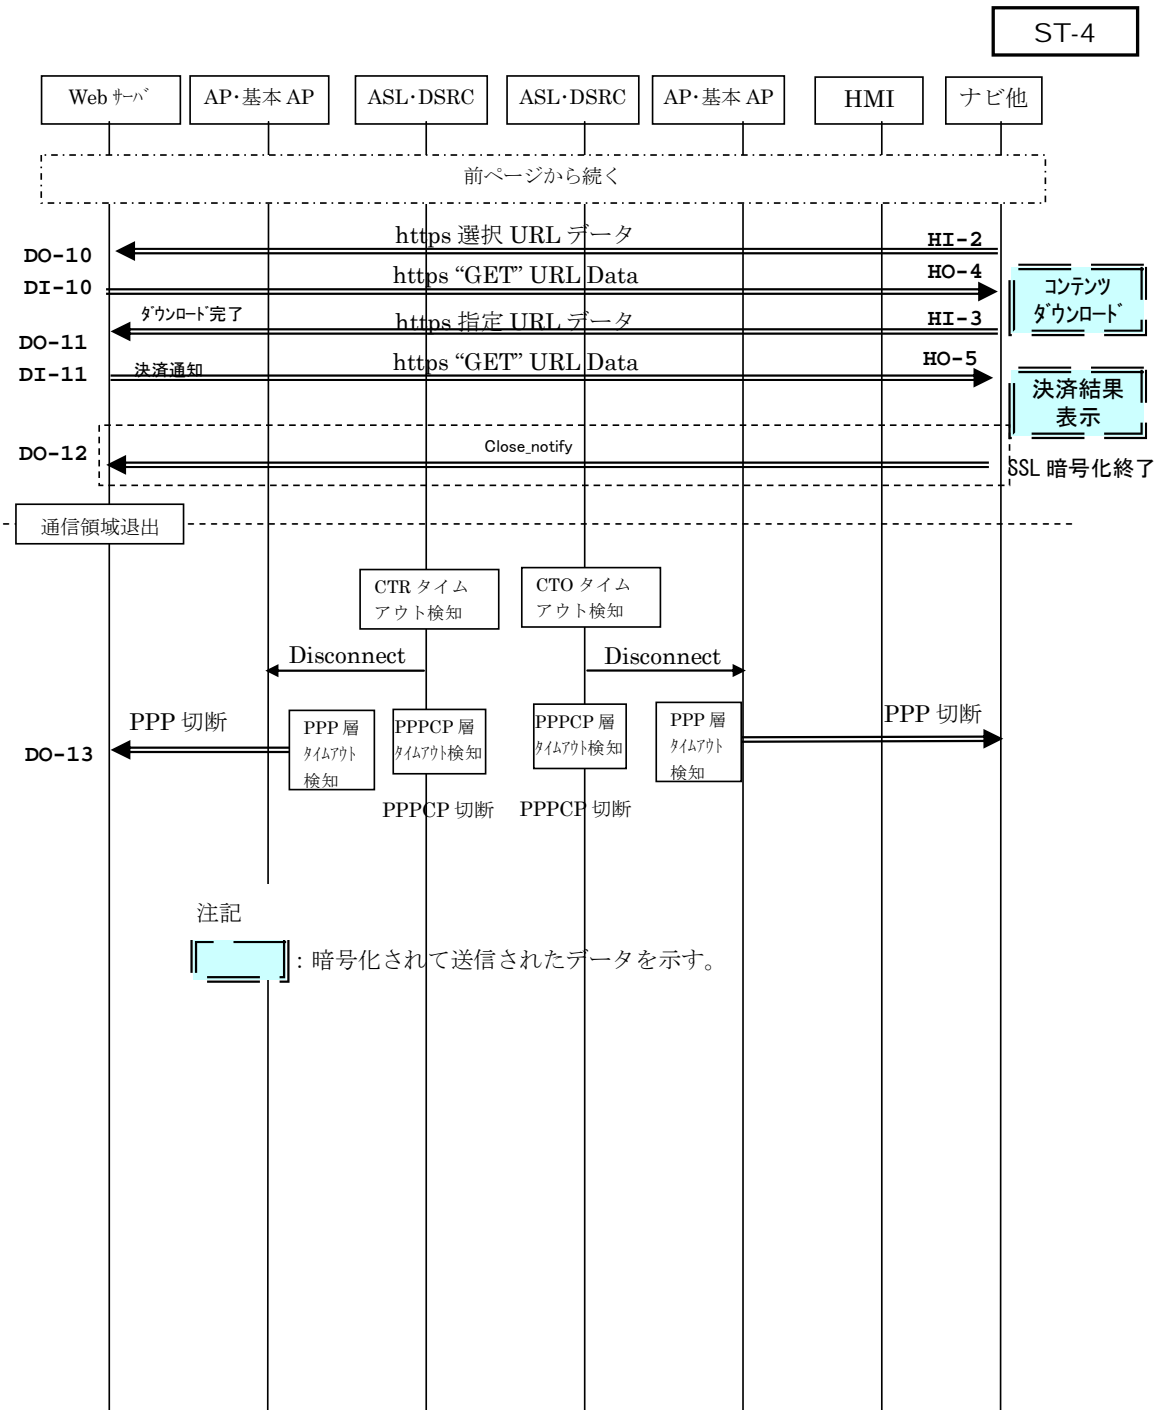 ST-4
Web ｻｰﾊﾞ
AP･基本 AP
ASL･DSRC
ASL･DSRC
AP･基本 AP
HMI
ナビ他
前ページから続く
https 選択 URL データ
HI-2
DO-10
https “GET” URL Data
HO-4
DI-10
コンテンツ
ﾀﾞｳﾝﾛｰﾄﾞ
ﾀﾞｳﾝﾛｰﾄﾞ完了
https 指定 URL データ
HI-3
DO-11
https “GET” URL Data
HO-5
DI-11
決済通知
決済結果
表示
Close_notify
DO-12
SSL 暗号化終了
通信領域退出
CTR タイム
アウト検知
CTO タイム
アウト検知
Disconnect
Disconnect
PPP 切断
PPP 層
ﾀｲﾑｱｳﾄ
検知
PPPCP 層
ﾀｲﾑｱｳﾄ検知
PPPCP 層
ﾀｲﾑｱｳﾄ検知
PPP 層
ﾀｲﾑｱｳﾄ
検知
PPP 切断
DO-13
PPPCP 切断
PPPCP 切断
注記
：暗号化されて送信されたデータを示す。